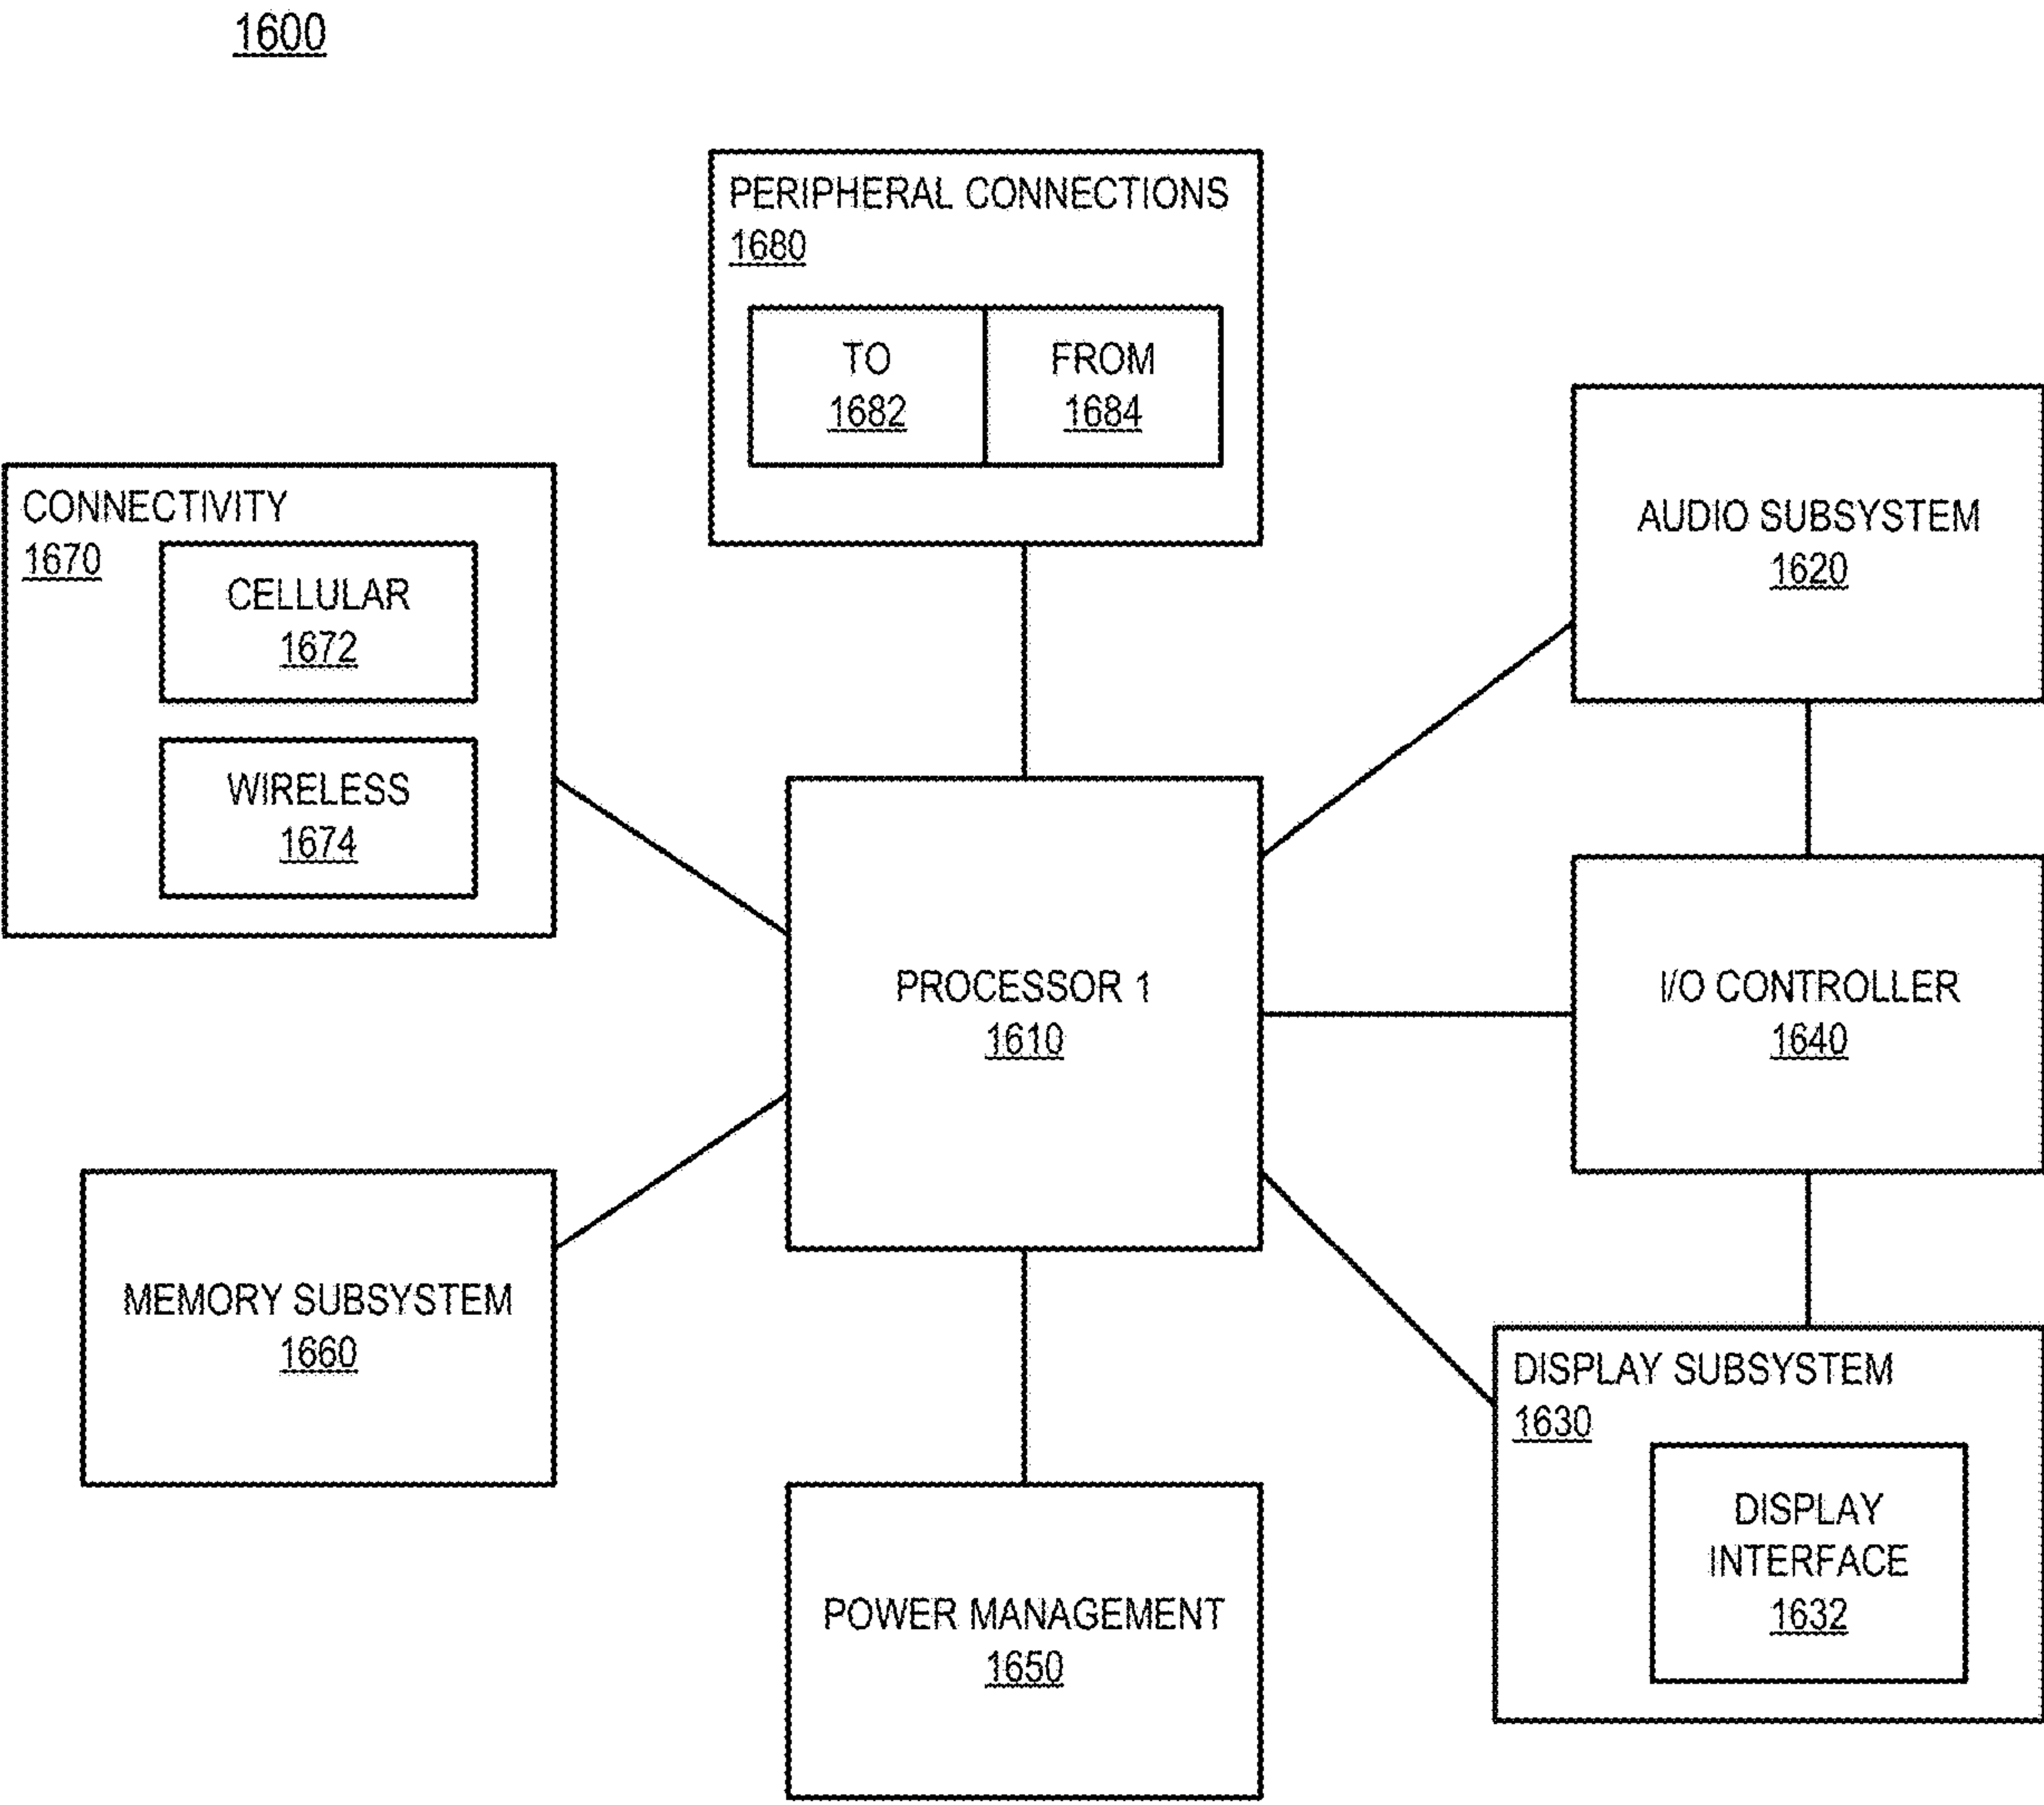 1600
PERIPHERAL CONNECTIONS
1680
TO
1682
FROM
1684
CONNECTIVITY
1670
CELLULAR
1672
WIRELESS
1674
AUDIO SUBSYSTEM
1620
PROCESSOR 1
1610
I/O CONTROLLER
1640
MEMORY SUBSYSTEM
1660
POWER MANAGEMENT
1650
DISPLAY SUBSYSTEM
1630
DISPLAY
INTERFACE
1632